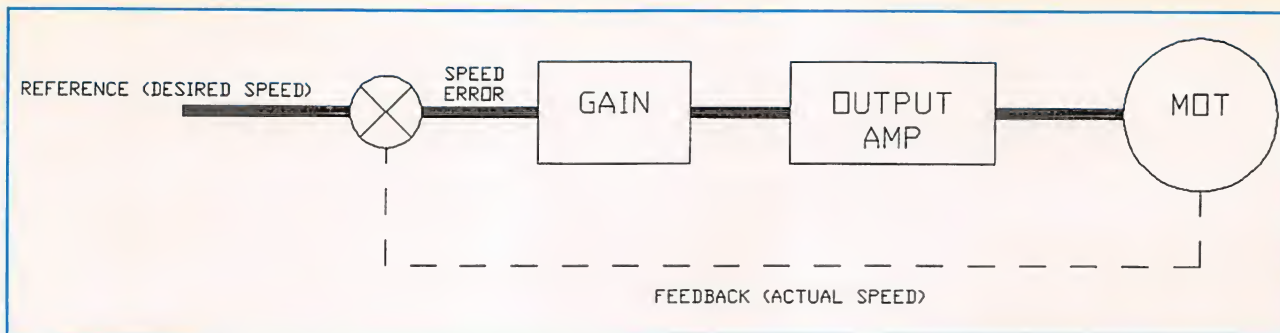 REFERENCE (DESIRED SPEED)
SPEED
ERROR
GAIN
OUTPUT
AMP
MOT
FEEDBACK (ACTUAL SPEED)